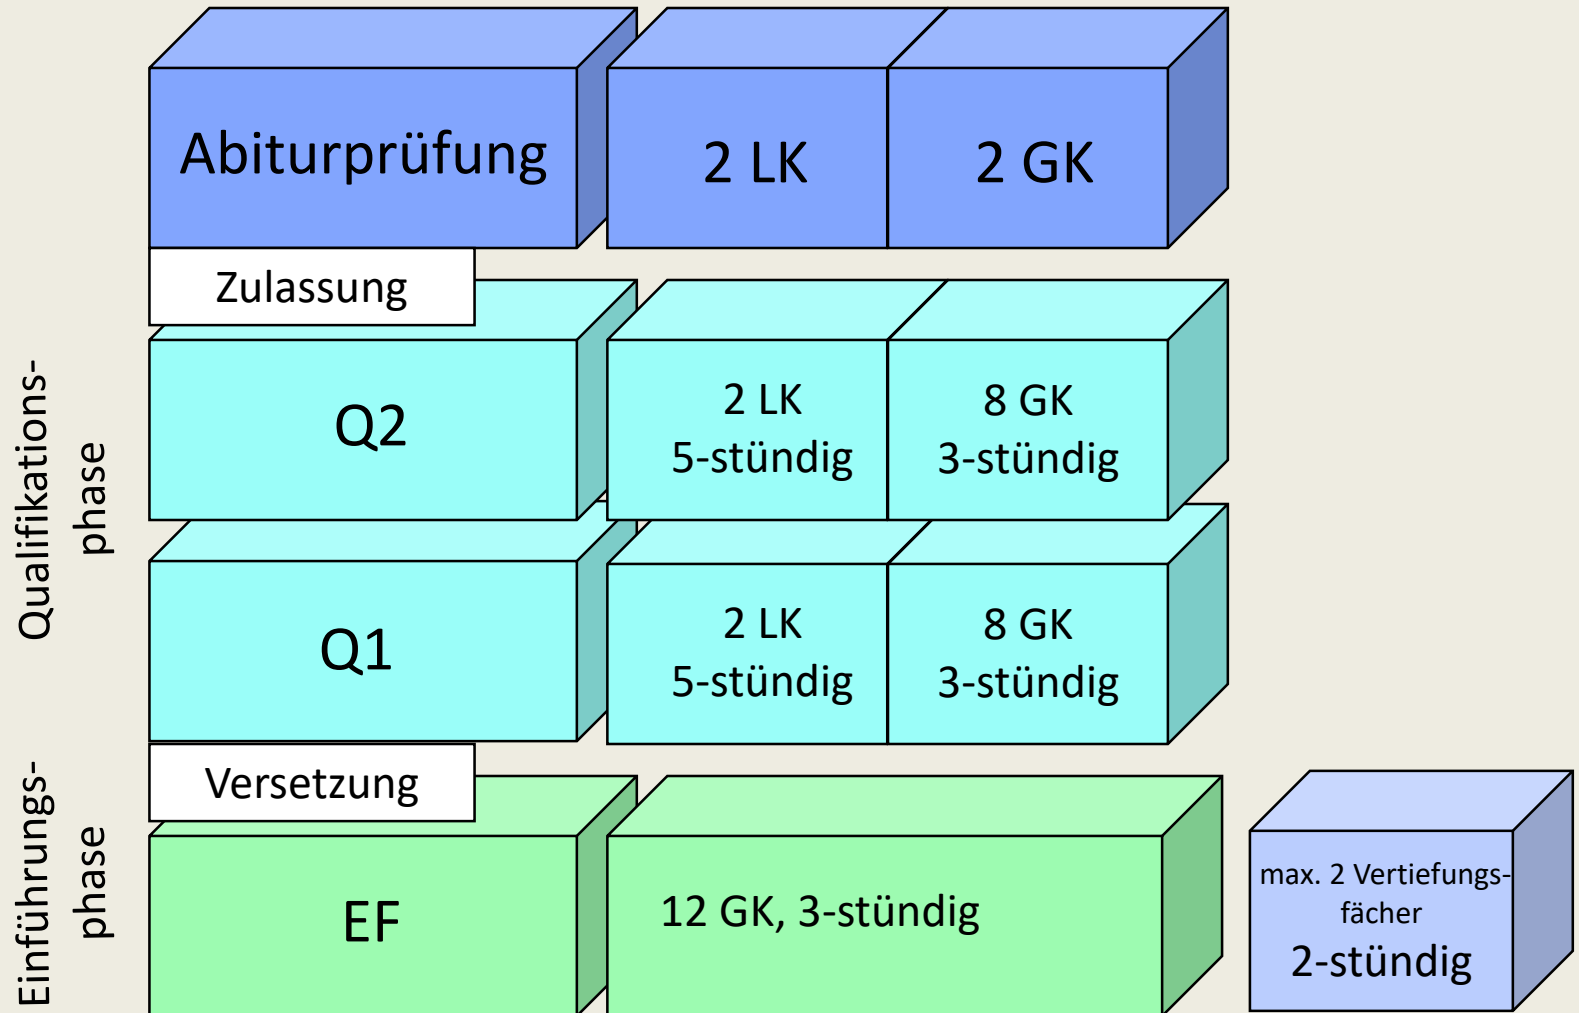 Abiturprüfung
2 LK
2 GK
Zulassung
Qualifikations-
phase
Q2
2 LK
5-stündig
8 GK
3-stündig
Q1
2 LK
5-stündig
8 GK
3-stündig
Versetzung
Einführungs-
phase
EF
12 GK, 3-stündig
max. 2 Vertiefungs-
fächer
2-stündig